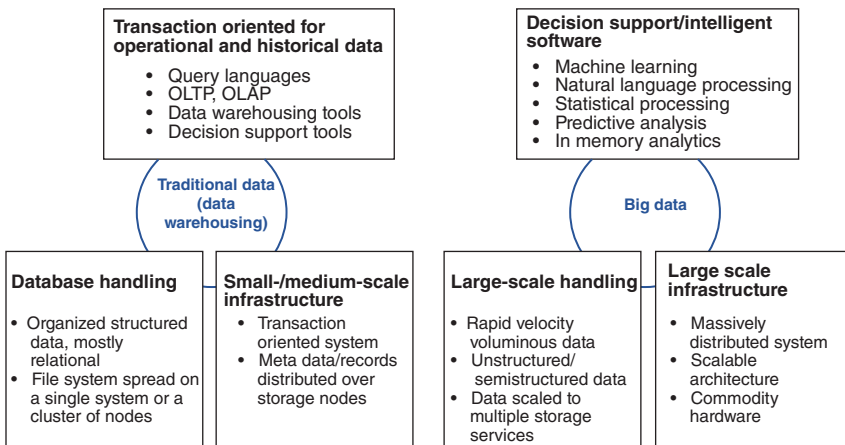 Transaction oriented for
operational and historical data
• Query languages
• OLTP, OLAP
• Data warehousing tools
• Decision support tools
Traditional data
(data
warehousing)
Database handling
• Organized structured
data, mostly
relational
• File system spread on
a single system or a
cluster of nodes
Small-/medium-scale
infrastructure
• Transaction
oriented system
• Meta data/records
distributed over
storage nodes
Decision support/intelligent
software
• Machine learning
• Natural language processing
• Statistical processing
• Predictive analysis
• In memory analytics
Big data
Large-scale handling
• Rapid velocity
voluminous data
• Unstructured/
semistructured data
• Data scaled to
multiple storage
services
Large scale
infrastructure
• Massively
distributed system
• Scalable
architecture
• Commodity
hardware